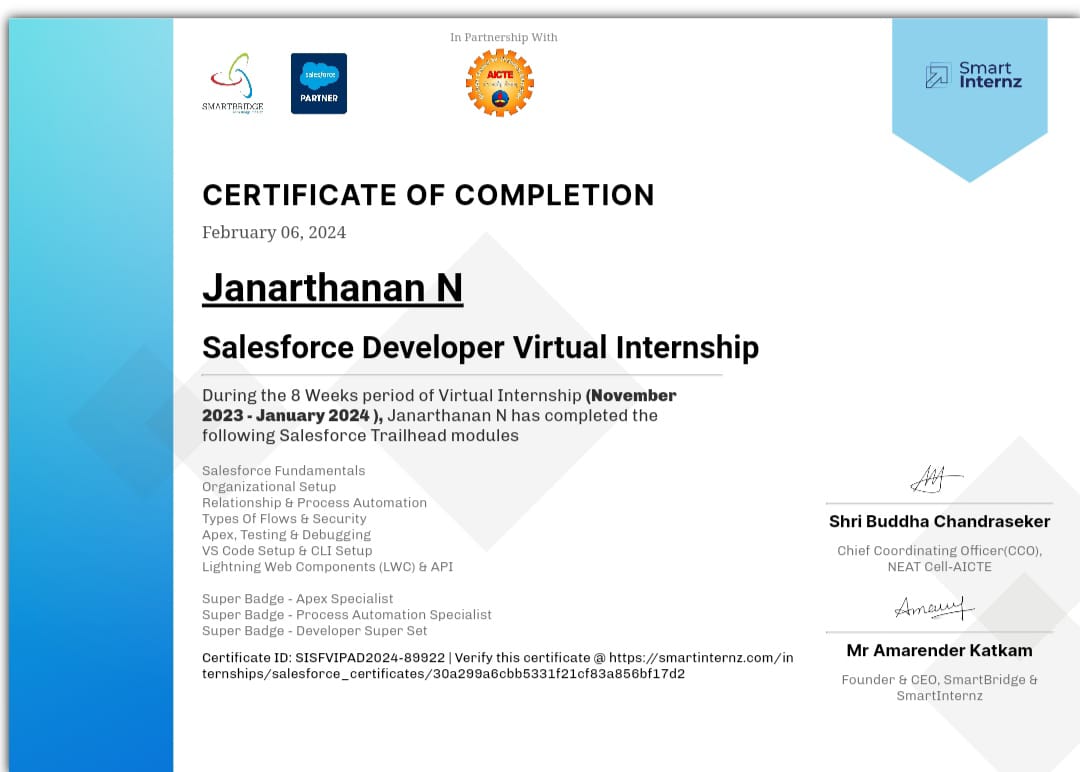 In Partnership With
SMARTBRIDGE
salesforce
PARTNER
AICTE
Smart
Internz
CERTIFICATE OF COMPLETION
February 06, 2024
Janarthanan N
Salesforce Developer Virtual Internship
During the 8 Weeks period of Virtual Internship (November
2023 - January 2024 ), Janarthanan N has completed the
following Salesforce Trailhead modules
Salesforce Fundamentals
Organizational Setup
Relationship & Process Automation
Types Of Flows & Security
Apex, Testing & Debugging
VS Code Setup & CLI Setup
Lightning Web Components (LWC) & API
Super Badge - Apex Specialist
Super Badge - Process Automation Specialist
Super Badge - Developer Super Set
Certificate ID: SISFVIPAD2024-89922 | Verify this certificate @ https://smartinternz.com/in
ternships/salesforce_certificates/30a299a6cbb5331f21cf83a856bf17d2
Shri Buddha Chandraseker
Chief Coordinating Officer(CCO),
NEAT Cell-AICTE
Mr Amarender Katkam
Founder & CEO, SmartBridge &
SmartInternz